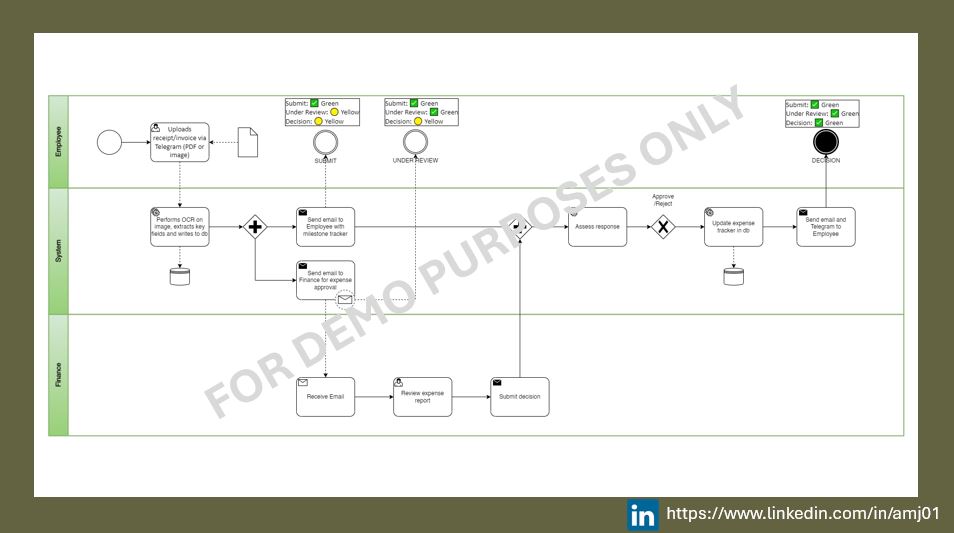 Employee
Uploads
receipt/invoice via
Telegram (PDF or
image)
Submit: Green
Under Review: Yellow
Decision: Yellow
SUBMIT
Submit: Green
Under Review: Green
Decision: Yellow
UNDER REVIEW
Submit: Green
Under Review: Green
Decision: Green
DECISION
System
Performs OCR on
image, extracts key
fields and writes to db
Send email to
Employee with
milestone tracker
Send email to
Finance for expense
approval
Assess response
Approve
/Reject
Update expense
tracker in db
Send email and
Telegram to
Employee
Finance
Receive Email
Review expense
report
Submit decision
FOR DEMO PURPOSES ONLY
in https://www.linkedin.com/in/amj01